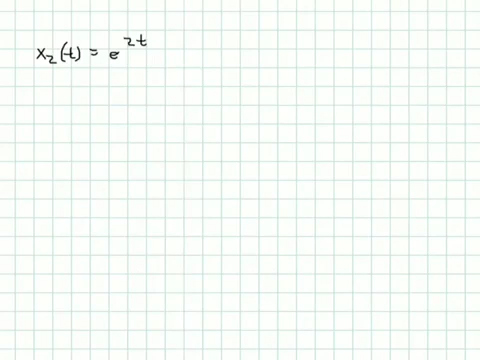 x₂(t) = e^{2t}